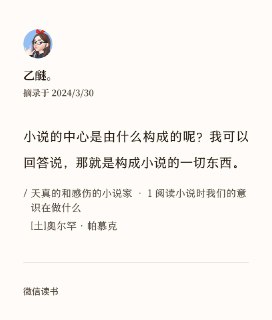 乙醚。
摘录于 2024/3/30
小说的中心是由什么构成的呢？我可以
回答说，那就是构成小说的一切东西。
/ 天真的和感伤的小说家 · 1 阅读小说时我们的意
识在做什么
[土]奥尔罕·帕慕克
微信读书